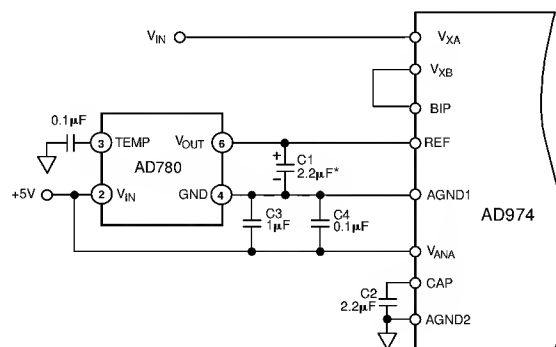 V_IN
V_XA
V_XB
BIP
0.1µF
3 TEMP
V_OUT 6
REF
AD780
+
C1
2.2µF*
–
+5V
2 V_IN
GND 4
AGND1
AD974
C3
1µF
C4
0.1µF
V_ANA
CAP
C2
2.2µF
AGND2